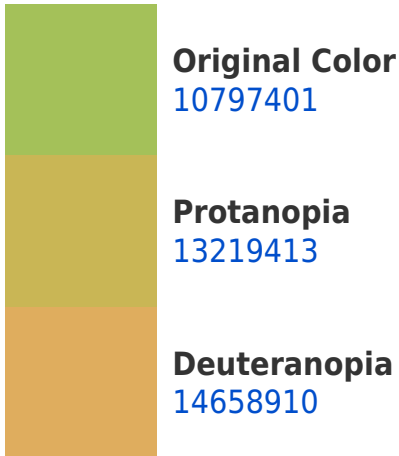 Original Color
10797401
Protanopia
13219413
Deuteranopia
14658910